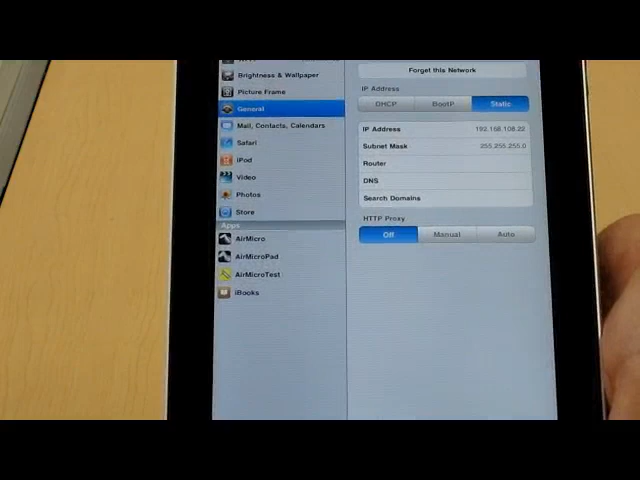 Brightness & Wallpaper
Picture Frame
General
Mail, Contacts, Calendars
Safari
iPod
Video
Photos
Store
Apps
AirMicro
AirMicroPad
AirMicroTest
iBooks
Forget this Network
IP Address
DHCP
BootP
Static
IP Address 192.168.108.22
Subnet Mask 255.255.255.0
Router
DNS
Search Domains
HTTP Proxy
Off
Manual
Auto